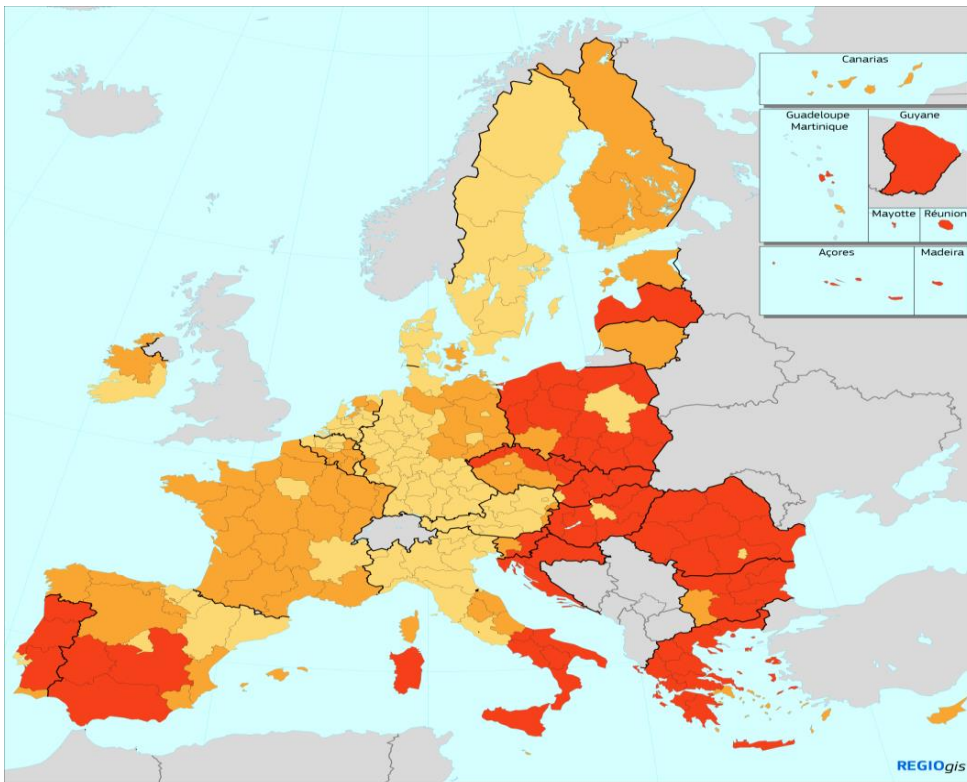 Canarias
Guadeloupe
Martinique
Guyane
Mayotte
Réunion
Açores
Madeira
REGIOgis